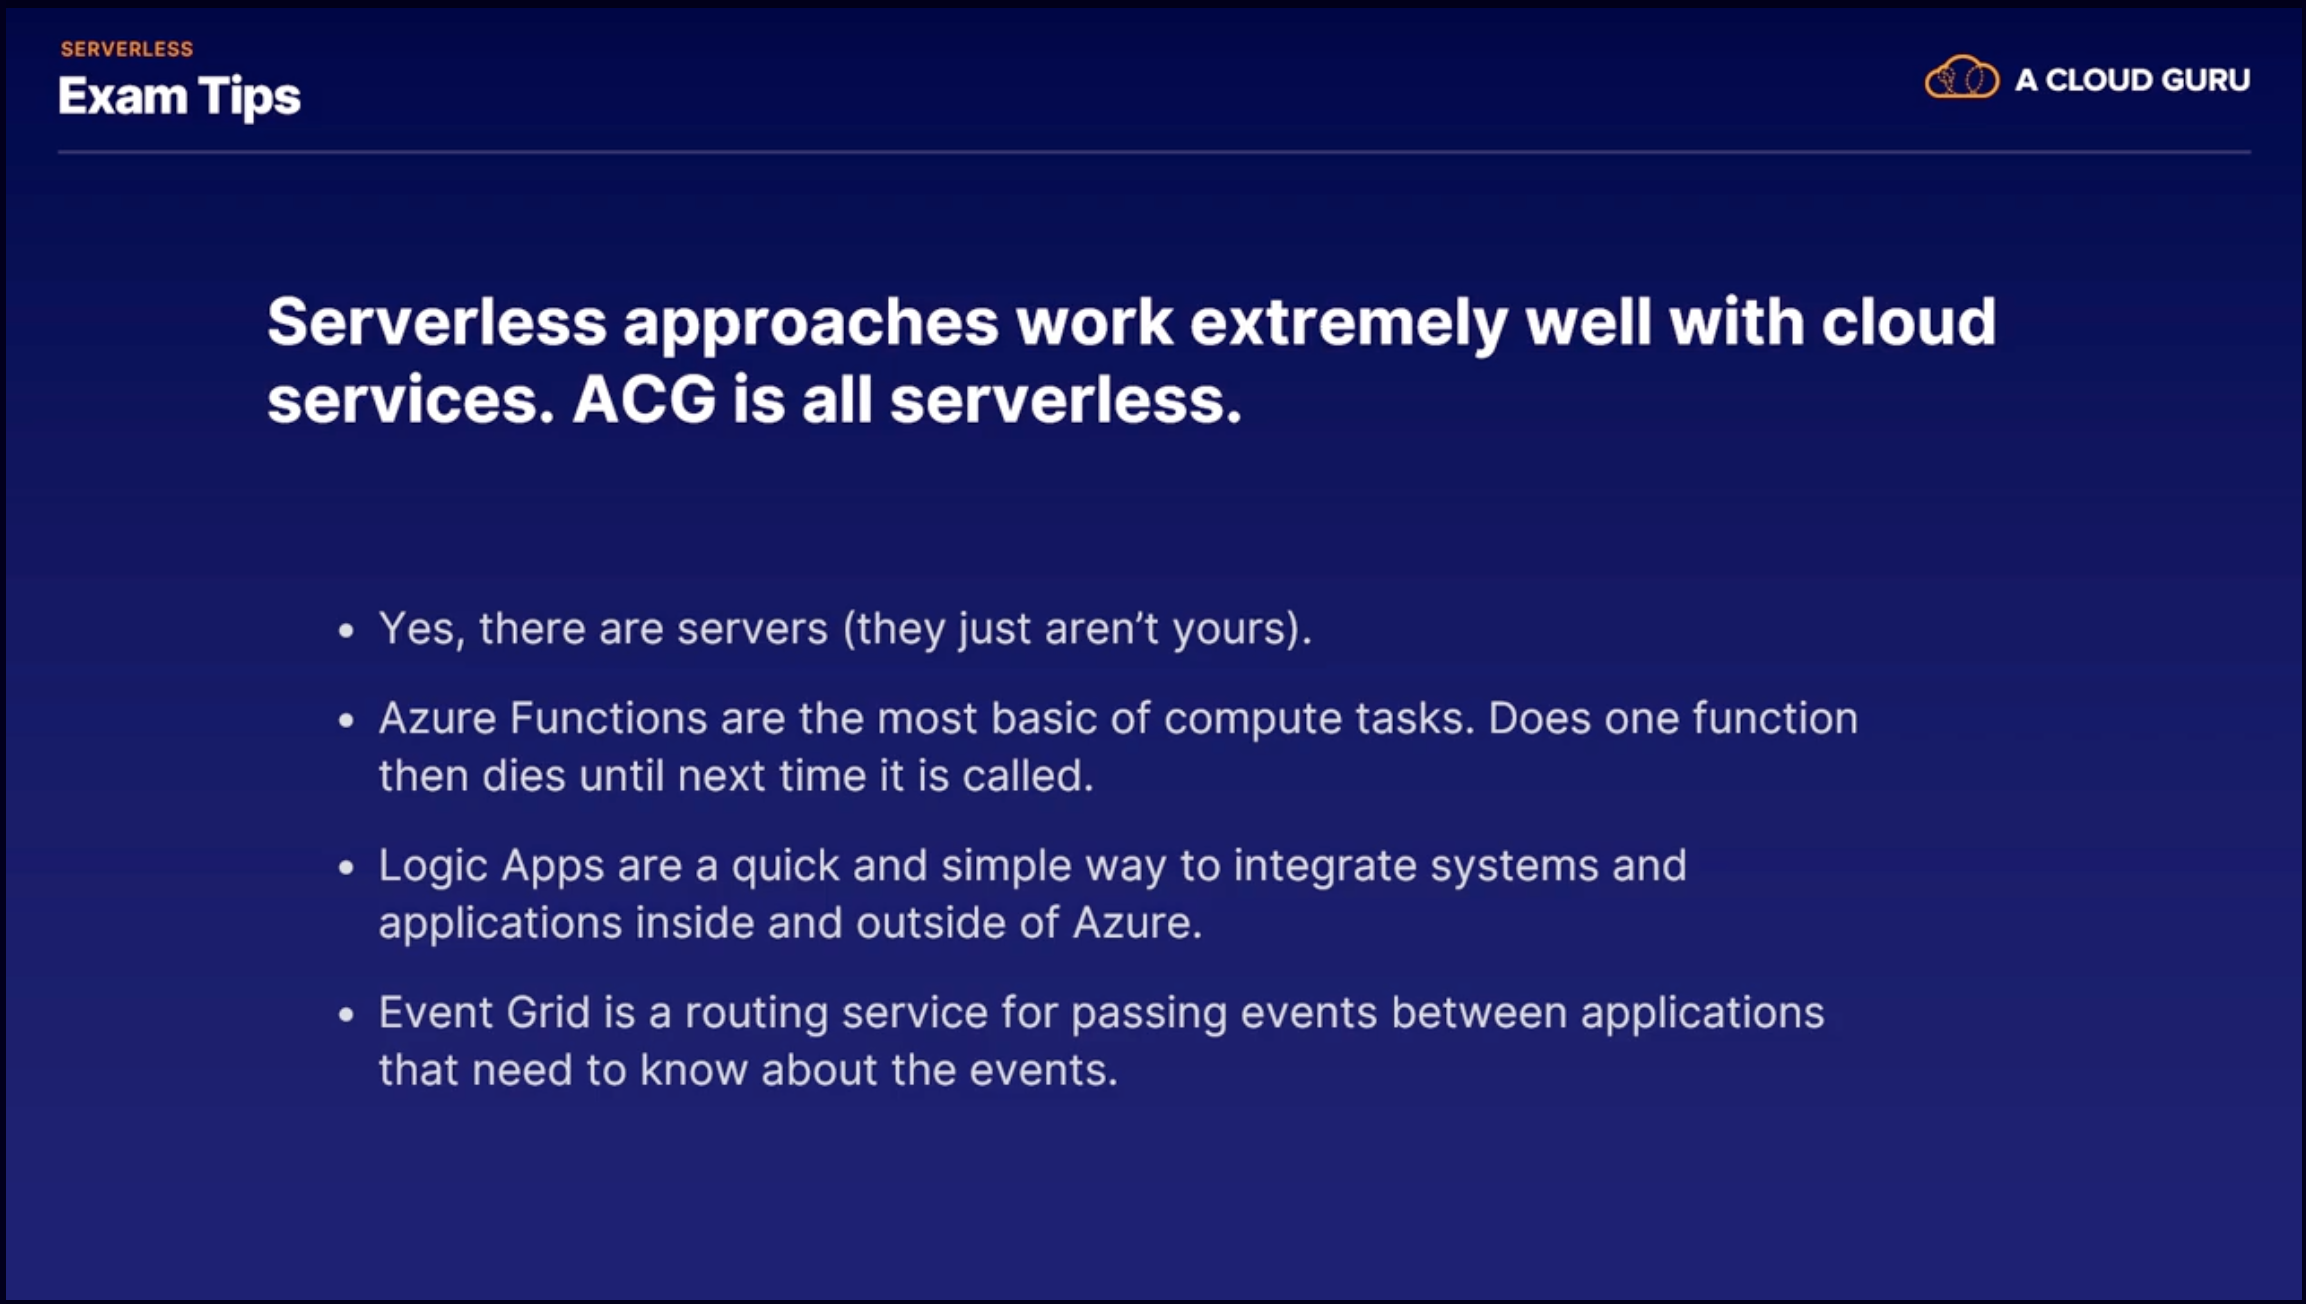 SERVERLESS
Exam Tips
A CLOUD GURU
Serverless approaches work extremely well with cloud
services. ACG is all serverless.
• Yes, there are servers (they just aren’t yours).
• Azure Functions are the most basic of compute tasks. Does one function
then dies until next time it is called.
• Logic Apps are a quick and simple way to integrate systems and
applications inside and outside of Azure.
• Event Grid is a routing service for passing events between applications
that need to know about the events.